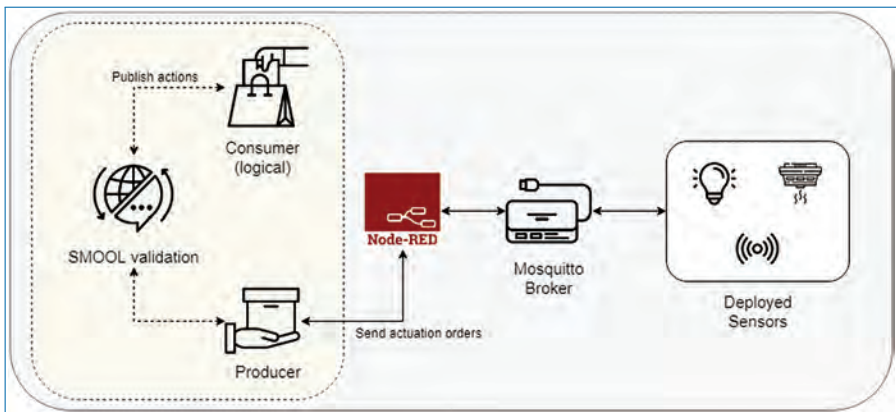 Publish actions
Consumer
(logical)
SMOOL validation
Node-RED
Mosquitto
Broker
Deployed
Sensors
Send actuation orders
Producer